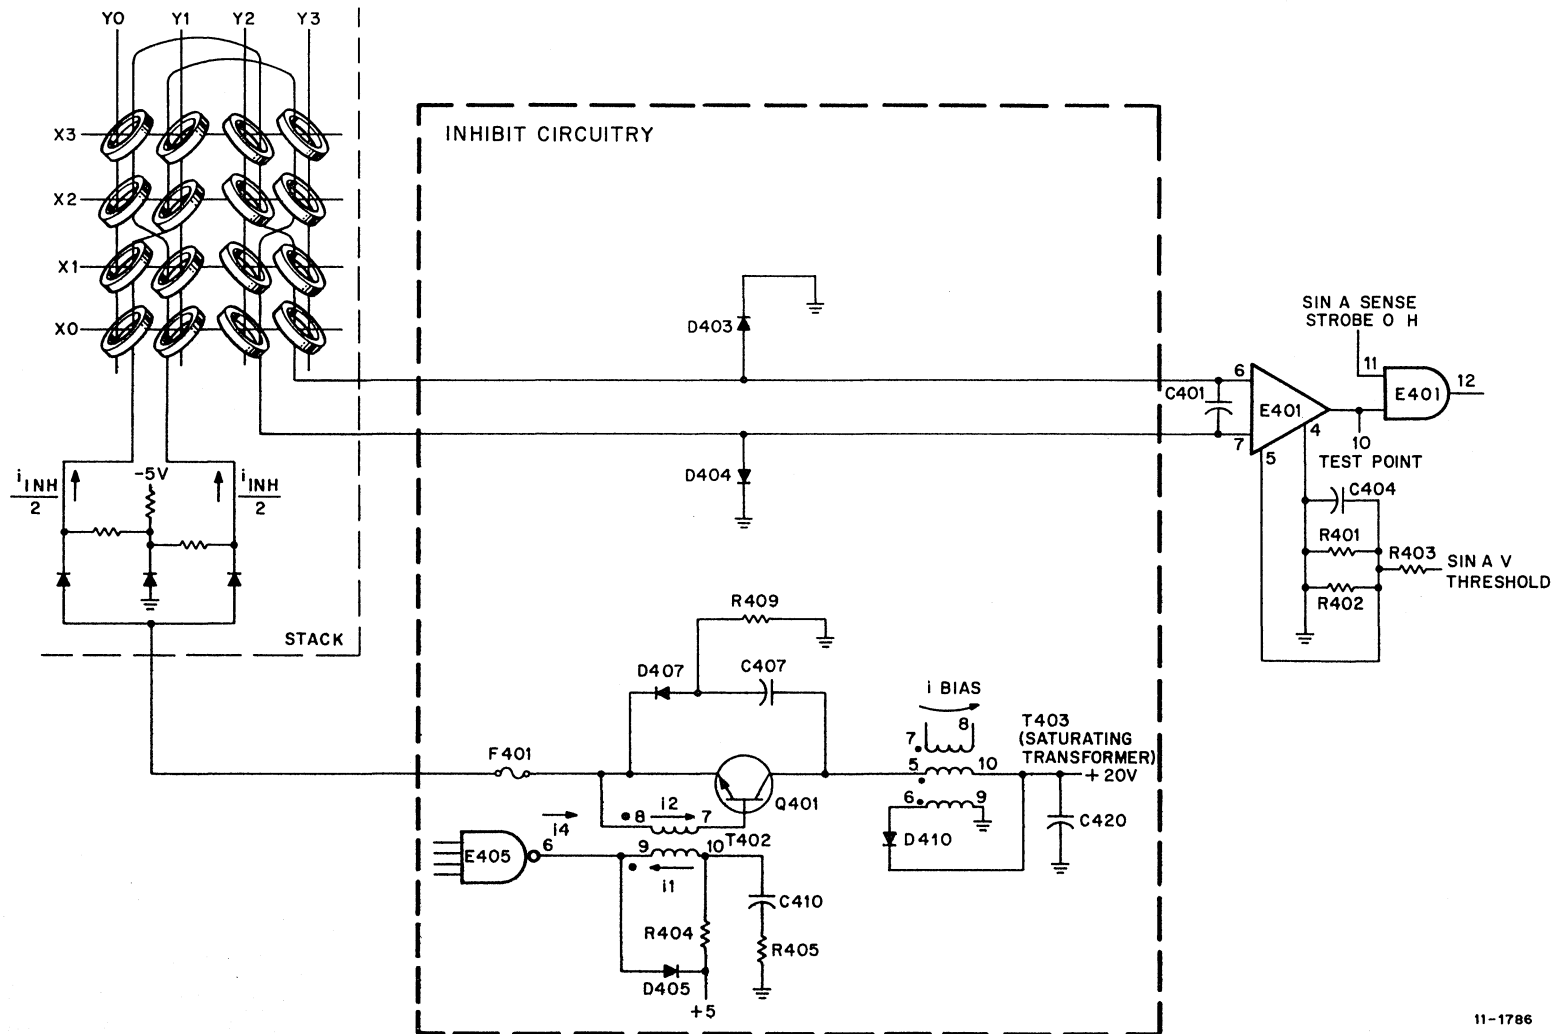 Y0 Y1 Y2 Y3
X3
X2
X1
X0
INHIBIT CIRCUITRY
D403
D404
C401
6
7
E401
4
5
SIN A SENSE
STROBE 0 H
11
E401
12
10
TEST POINT
C404
R401
R402
R403
SIN A V
THRESHOLD
iINH
2
-5V
iINH
2
STACK
R409
D407
C407
i BIAS
7
8
T403
(SATURATING
TRANSFORMER)
5
10
+20V
6
9
D410
C420
F401
Q401
8
i2
7
T402
i4
E405
6
9
10
i1
C410
R404
R405
D405
+5
11-1786